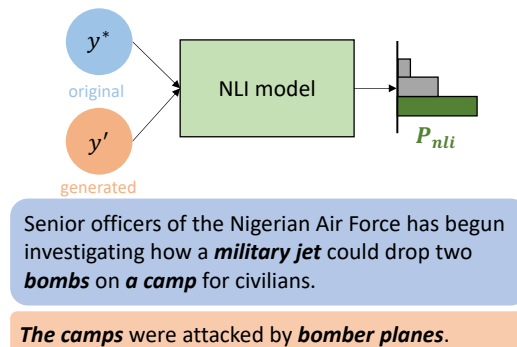 y*
original
NLI model
P_nli
y′
generated
Senior officers of the Nigerian Air Force has begun
investigating how a military jet could drop two
bombs on a camp for civilians.
The camps were attacked by bomber planes.